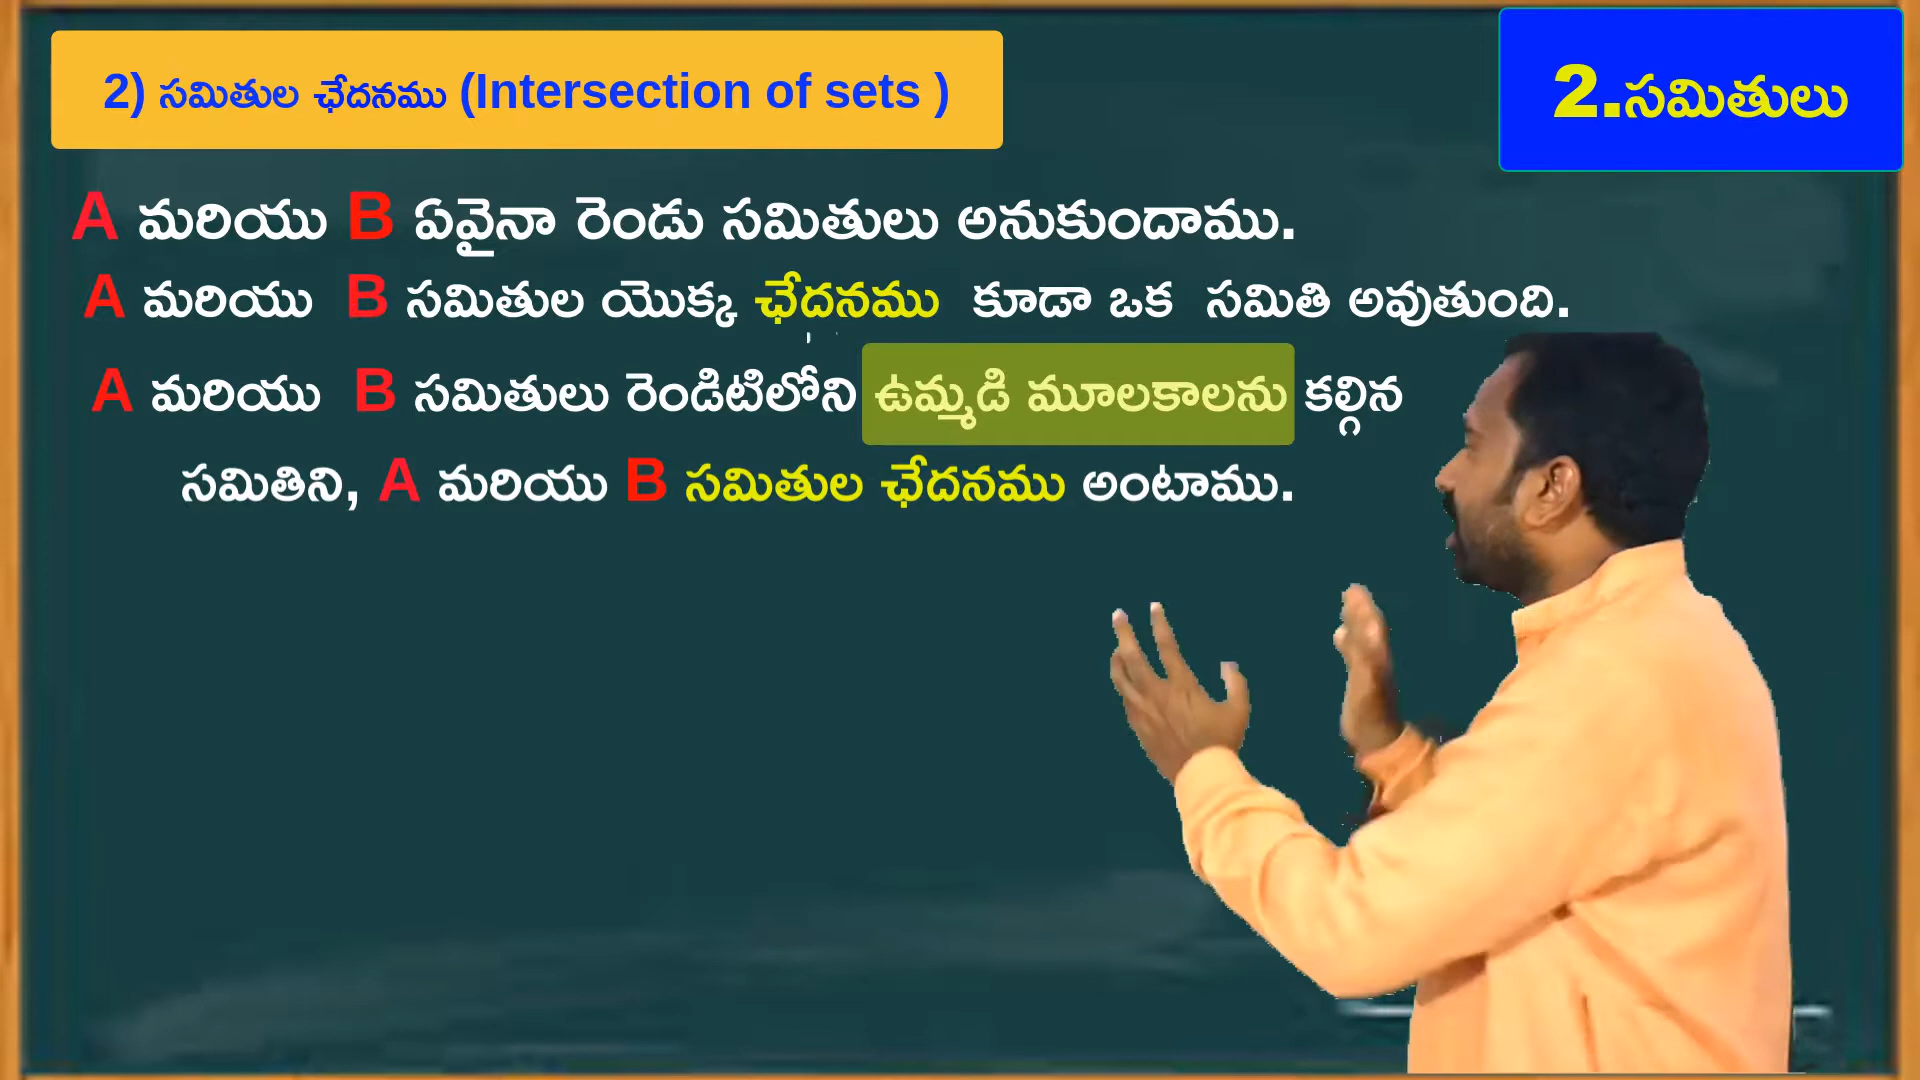 2) సమితుల ఛేదనము (Intersection of sets )
2.సమితులు
A మరియు B ఏవైనా రెండు సమితులు అనుకుందాము.
A మరియు B సమితుల యొక్క ఛేదనము కూడా ఒక సమితి అవుతుంది.
A మరియు B సమితులు రెండిటిలోని ఉమ్మడి మూలకాలను కల్గిన
సమితిని, A మరియు B సమితుల ఛేదనము అంటాము.